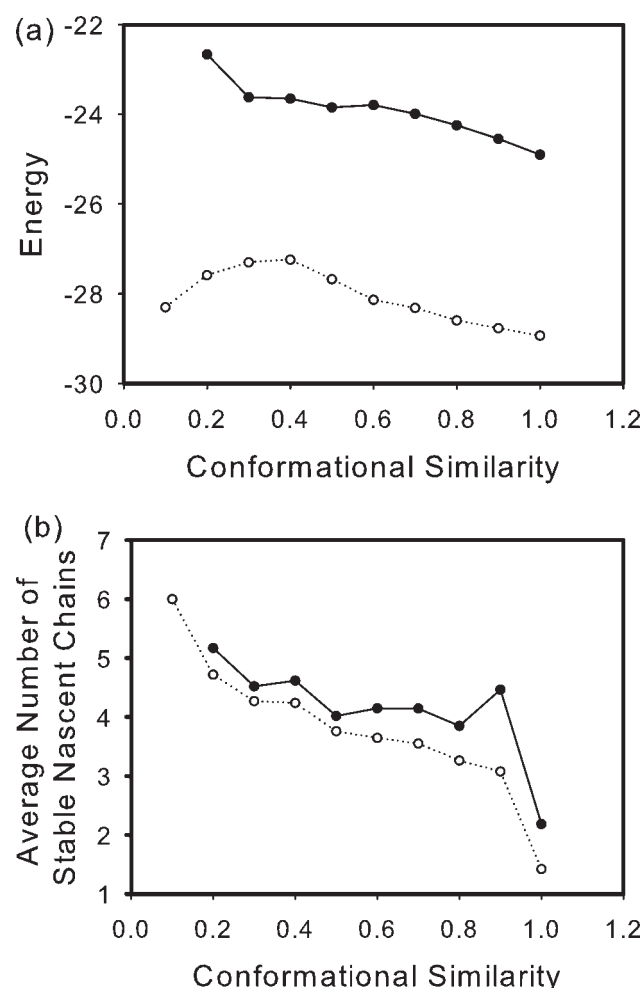 (a)
-22
-24
-26
-28
-30
Energy
0.0 0.2 0.4 0.6 0.8 1.0 1.2
Conformational Similarity
(b)
7
6
5
4
3
2
1
Average Number of
Stable Nascent Chains
0.0 0.2 0.4 0.6 0.8 1.0 1.2
Conformational Similarity